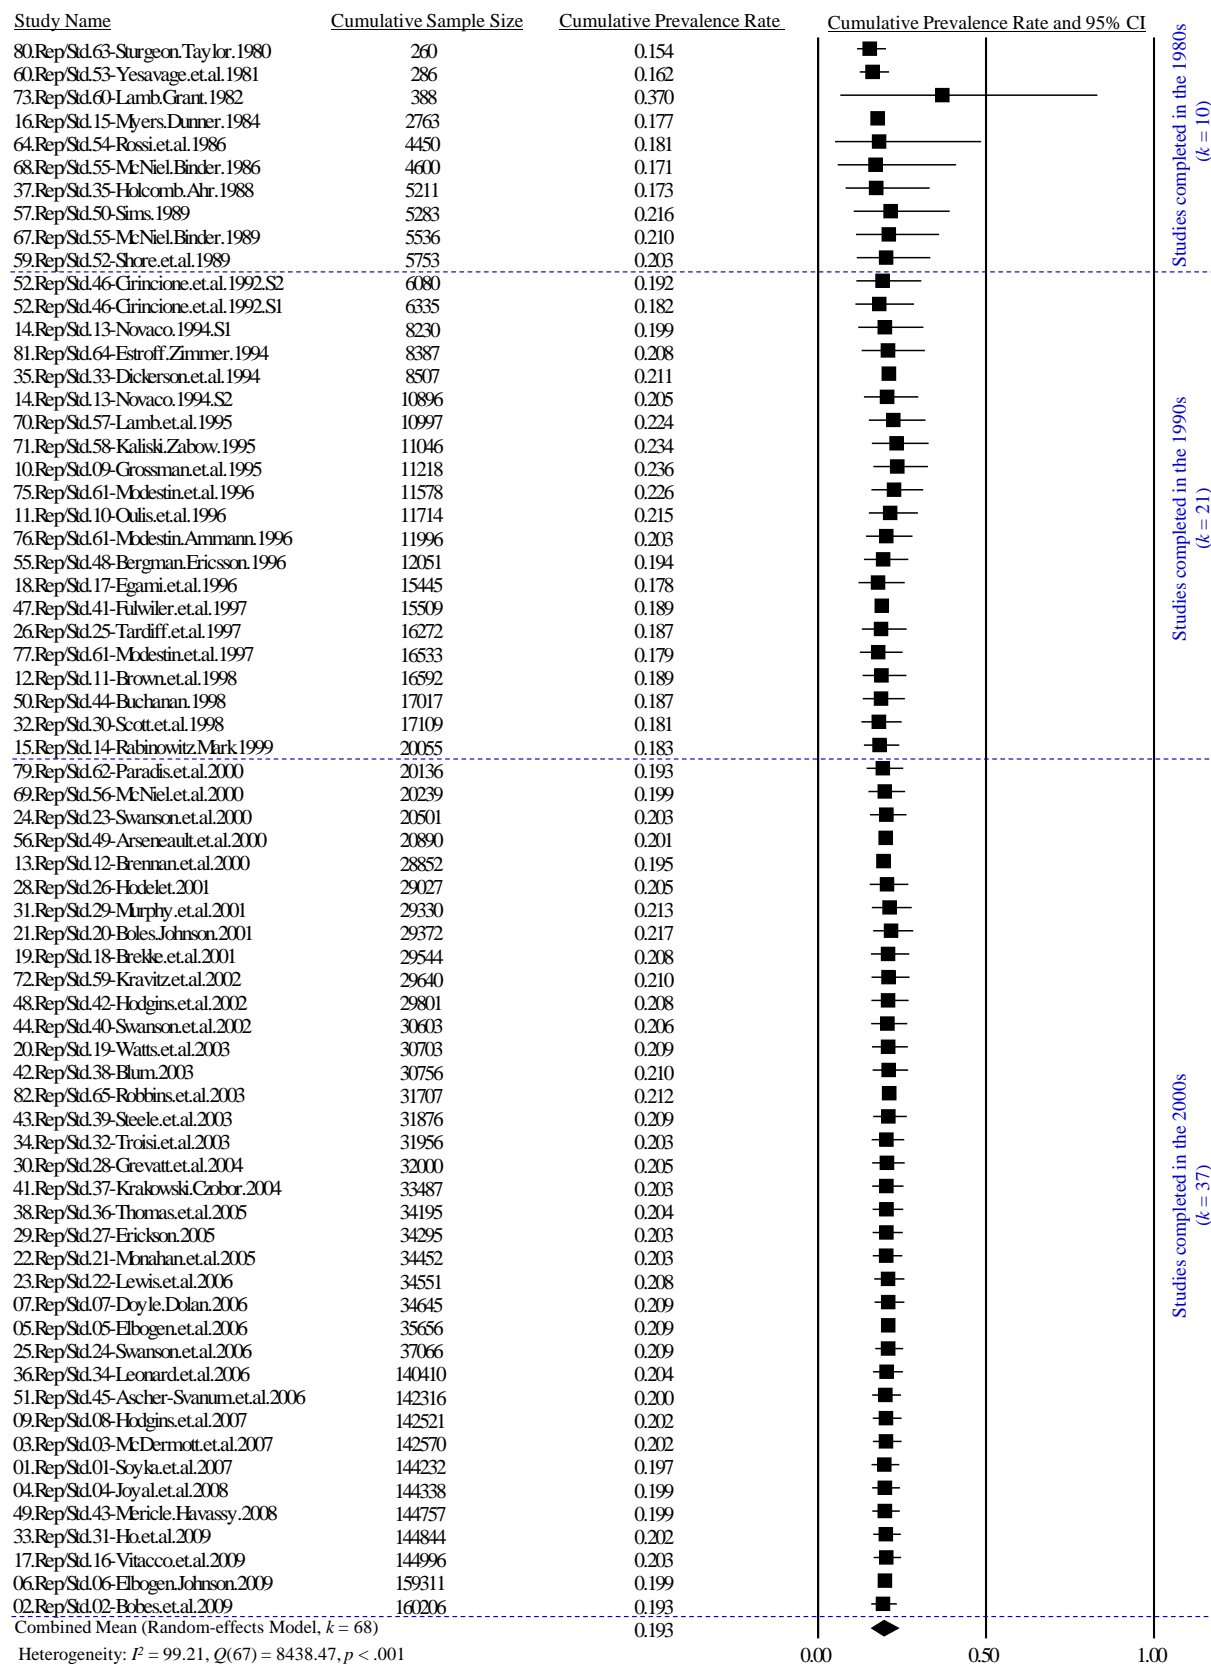 Study Name Cumulative Sample Size Cumulative Prevalence Rate Cumulative Prevalence Rate and 95% CI
80.Rep/Std.63-Sturgeon.Taylor.1980 260 0.154
60.Rep/Std.53-Yesavage.et.al.1981 286 0.162
73.Rep/Std.60-Lamb.Grant.1982 388 0.370
16.Rep/Std.15-Myers.Dunner.1984 2763 0.177
64.Rep/Std.54-Rossi.et.al.1986 4450 0.181
68.Rep/Std.55-McNiel.Binder.1986 4600 0.171
37.Rep/Std.35-Holcomb.Ahr.1988 5211 0.173
57.Rep/Std.50-Sims.1989 5283 0.216
67.Rep/Std.55-McNiel.Binder.1989 5536 0.210
59.Rep/Std.52-Shore.et.al.1989 5753 0.203
Studies completed in the 1980s
(k = 10)
52.Rep/Std.46-Cirincione.et.al.1992.S2 6080 0.192
52.Rep/Std.46-Cirincione.et.al.1992.S1 6335 0.182
14.Rep/Std.13-Novaco.1994.S1 8230 0.199
81.Rep/Std.64-Estroff.Zimmer.1994 8387 0.208
35.Rep/Std.33-Dickerson.et.al.1994 8507 0.211
14.Rep/Std.13-Novaco.1994.S2 10896 0.205
70.Rep/Std.57-Lamb.et.al.1995 10997 0.224
71.Rep/Std.58-Kaliski.Zabow.1995 11046 0.234
10.Rep/Std.09-Grossman.et.al.1995 11218 0.236
75.Rep/Std.61-Modestin.et.al.1996 11578 0.226
11.Rep/Std.10-Oulis.et.al.1996 11714 0.215
76.Rep/Std.61-Modestin.Ammann.1996 11996 0.203
55.Rep/Std.48-Bergman.Ericsson.1996 12051 0.194
18.Rep/Std.17-Egami.et.al.1996 15445 0.178
47.Rep/Std.41-Fulwiler.et.al.1997 15509 0.189
26.Rep/Std.25-Tardiff.et.al.1997 16272 0.187
77.Rep/Std.61-Modestin.et.al.1997 16533 0.179
12.Rep/Std.11-Brown.et.al.1998 16592 0.189
50.Rep/Std.44-Buchanan.1998 17017 0.187
32.Rep/Std.30-Scott.et.al.1998 17109 0.181
15.Rep/Std.14-Rabinowitz.Mark.1999 20055 0.183
Studies completed in the 1990s
(k = 21)
79.Rep/Std.62-Paradis.et.al.2000 20136 0.193
69.Rep/Std.56-McNiel.et.al.2000 20239 0.199
24.Rep/Std.23-Swanson.et.al.2000 20501 0.203
56.Rep/Std.49-Arseneault.et.al.2000 20890 0.201
13.Rep/Std.12-Brennan.et.al.2000 28852 0.195
28.Rep/Std.26-Hodelet.2001 29027 0.205
31.Rep/Std.29-Murphy.et.al.2001 29330 0.213
21.Rep/Std.20-Boles.Johnson.2001 29372 0.217
19.Rep/Std.18-Brekke.et.al.2001 29544 0.208
72.Rep/Std.59-Kravitz.et.al.2002 29640 0.210
48.Rep/Std.42-Hodgins.et.al.2002 29801 0.208
44.Rep/Std.40-Swanson.et.al.2002 30603 0.206
20.Rep/Std.19-Watts.et.al.2003 30703 0.209
42.Rep/Std.38-Blum.2003 30756 0.210
82.Rep/Std.65-Robbins.et.al.2003 31707 0.212
43.Rep/Std.39-Steele.et.al.2003 31876 0.209
34.Rep/Std.32-Troisi.et.al.2003 31956 0.203
30.Rep/Std.28-Grevatt.et.al.2004 32000 0.205
41.Rep/Std.37-Krakowski.Czobor.2004 33487 0.203
38.Rep/Std.36-Thomas.et.al.2005 34195 0.204
29.Rep/Std.27-Erickson.2005 34295 0.203
22.Rep/Std.21-Monahan.et.al.2005 34452 0.203
23.Rep/Std.22-Lewis.et.al.2006 34551 0.208
07.Rep/Std.07-Doyle.Dolan.2006 34645 0.209
05.Rep/Std.05-Elbogen.et.al.2006 35656 0.209
25.Rep/Std.24-Swanson.et.al.2006 37066 0.209
36.Rep/Std.34-Leonard.et.al.2006 140410 0.204
51.Rep/Std.45-Ascher-Svanum.et.al.2006 142316 0.200
09.Rep/Std.08-Hodgins.et.al.2007 142521 0.202
03.Rep/Std.03-McDermott.et.al.2007 142570 0.202
01.Rep/Std.01-Soyka.et.al.2007 144232 0.197
04.Rep/Std.04-Joyal.et.al.2008 144338 0.199
49.Rep/Std.43-Mericle.Havassy.2008 144757 0.199
33.Rep/Std.31-Ho.et.al.2009 144844 0.202
17.Rep/Std.16-Vitacco.et.al.2009 144996 0.203
06.Rep/Std.06-Elbogen.Johnson.2009 159311 0.199
02.Rep/Std.02-Bobes.et.al.2009 160206 0.193
Studies completed in the 2000s
(k = 37)
Combined Mean (Random-effects Model, k = 68) 0.193
Heterogeneity: I² = 99.21, Q(67) = 8438.47, p < .001
0.00 0.50 1.00